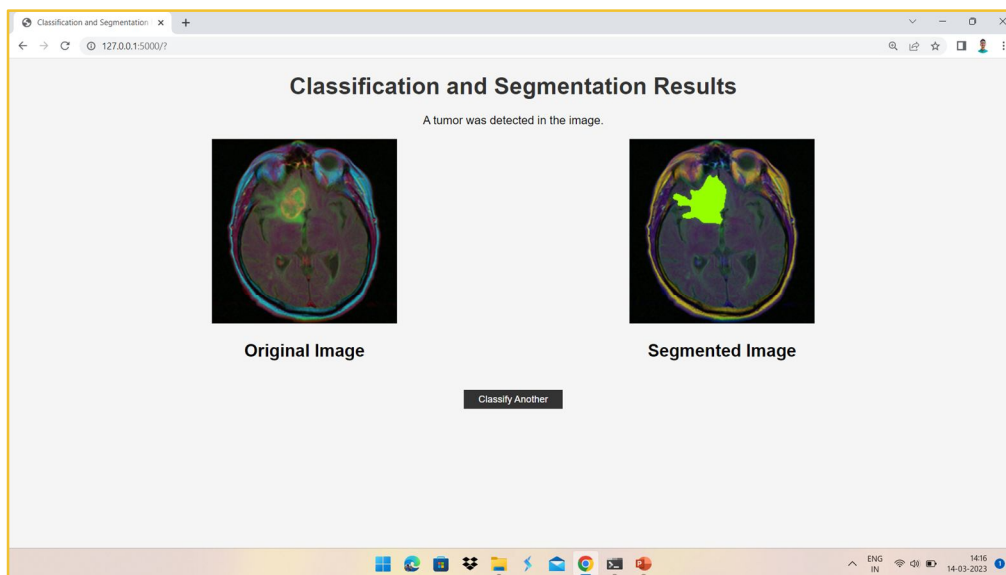 Classification and Segmentation
127.0.0.1:5000/?
Classification and Segmentation Results
A tumor was detected in the image.
Original Image
Segmented Image
Classify Another
ENG
IN
14:16
14-03-2023
1